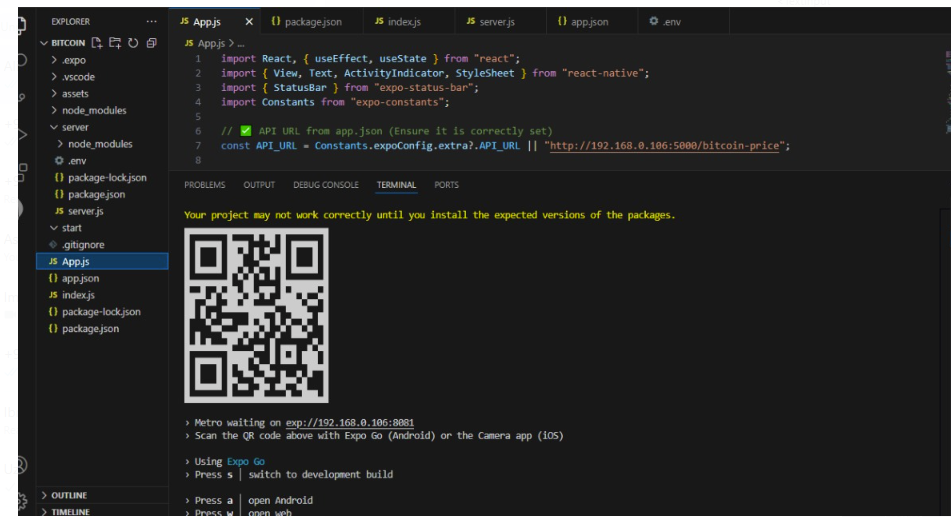 EXPLORER ...
JS App.js X {} package.json JS index.js JS server.js {} app.json .env
BITCOIN
JS App.js > ...
> .expo
> .vscode
> assets
> node_modules
server
> node_modules
.env
{} package-lock.json
{} package.json
JS server.js
start
.gitignore
JS App.js
{} app.json
JS index.js
{} package-lock.json
{} package.json
> OUTLINE
> TIMELINE
1 import React, { useEffect, useState } from "react";
2 import { View, Text, ActivityIndicator, StyleSheet } from "react-native";
3 import { StatusBar } from "expo-status-bar";
4 import Constants from "expo-constants";
5
6 // ✅ API URL from app.json (Ensure it is correctly set)
7 const API_URL = Constants.expoConfig.extra?.API_URL || "http://192.168.0.106:5000/bitcoin-price";
8
PROBLEMS OUTPUT DEBUG CONSOLE TERMINAL PORTS
Your project may not work correctly until you install the expected versions of the packages.
› Metro waiting on exp://192.168.0.106:8081
› Scan the QR code above with Expo Go (Android) or the Camera app (iOS)
› Using Expo Go
› Press s │ switch to development build
› Press a │ open Android
› Press w │ open web